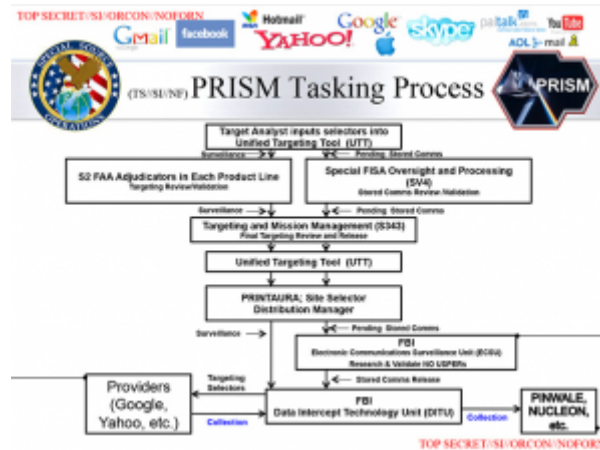 TOP SECRET//SI//ORCON//NOFORN
Gmail facebook Hotmail YAHOO! Google skype paltalk YouTube
AOL mail
SPECIAL SOURCE OPERATIONS
(TS//SI//NF) PRISM Tasking Process
PRISM
Target Analyst inputs selectors into
Unified Targeting Tool (UTT)
Surveillance
Pending Stored Comms
S2 FAA Adjudicators in Each Product Line
Targeting Review/Validation
Special FISA Oversight and Processing
(SV4)
Stored Comms Review/Validation
Surveillance
Pending Stored Comms
Targeting and Mission Management (S343)
Final Targeting Review and Release
Unified Targeting Tool (UTT)
PRINTAURA; Site Selector
Distribution Manager
Surveillance
Pending Stored Comms
FBI
Electronic Communications Surveillance Unit (ECSU)
Research & Validate NO USPERs
Stored Comms Release
Providers
(Google,
Yahoo, etc.)
Targeting
Selectors
Collection
FBI
Data Intercept Technology Unit (DITU)
Collection
PINWALE,
NUCLEON,
etc.
TOP SECRET//SI//ORCON//NOFORN